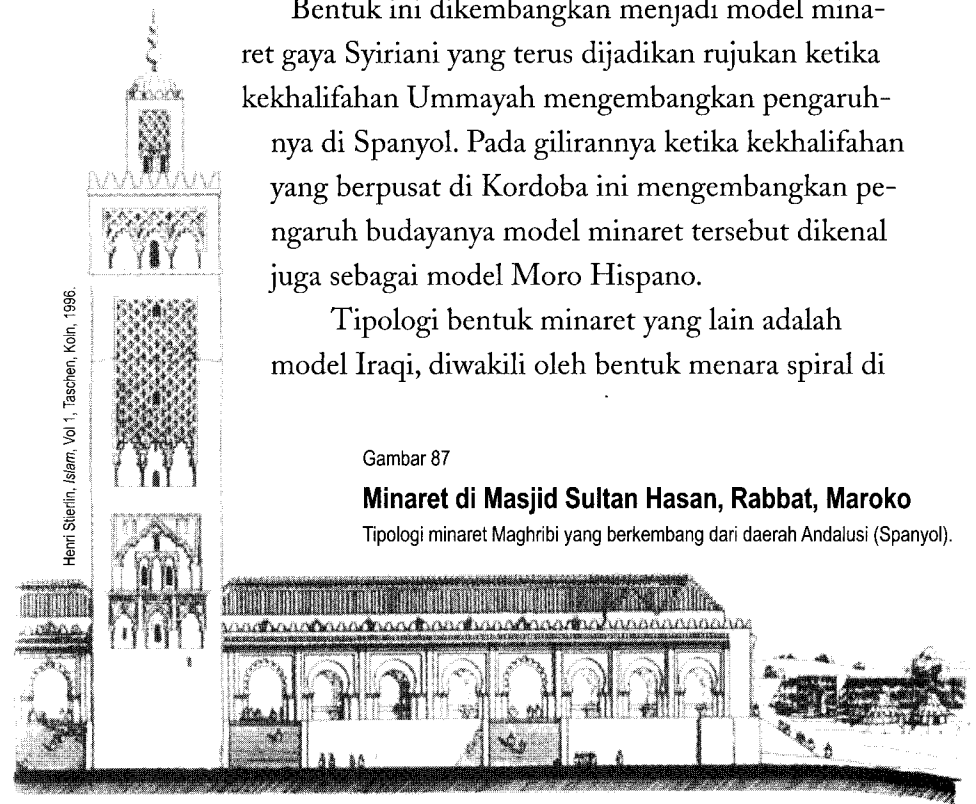 Bentuk ini dikembangkan menjadi model mina-
ret gaya Syiriani yang terus dijadikan rujukan ketika
kekhalifahan Ummayah mengembangkan pengaruh-
nya di Spanyol. Pada gilirannya ketika kekhalifahan
yang berpusat di Kordoba ini mengembangkan pe-
ngaruh budayanya model minaret tersebut dikenal
juga sebagai model Moro Hispano.
Tipologi bentuk minaret yang lain adalah
model Iraqi, diwakili oleh bentuk menara spiral di
Henri Stierlin, Islam, Vol 1, Taschen, Koln, 1996.
Gambar 87
Minaret di Masjid Sultan Hasan, Rabbat, Maroko
Tipologi minaret Maghribi yang berkembang dari daerah Andalusi (Spanyol).